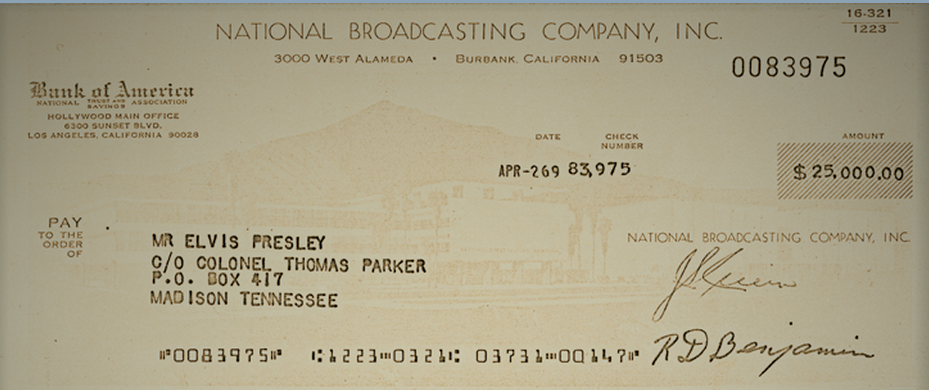 NATIONAL BROADCASTING COMPANY, INC.
16-321
1223
3000 WEST ALAMEDA • BURBANK, CALIFORNIA 91503
0083975
Bank of America
NATIONAL TRUST AND SAVINGS ASSOCIATION
HOLLYWOOD MAIN OFFICE
6300 SUNSET BLVD.
LOS ANGELES, CALIFORNIA 90028
DATE CHECK NUMBER AMOUNT
APR-269 83,975 $25,000.00
PAY
TO THE
ORDER
OF
MR ELVIS PRESLEY
C/O COLONEL THOMAS PARKER
P.O. BOX 417
MADISON TENNESSEE
NATIONAL BROADCASTING COMPANY, INC.
R D Benjamin
⑈0083975⑈ ⑆1223⑉0321⑆ 03731⑉00147⑈